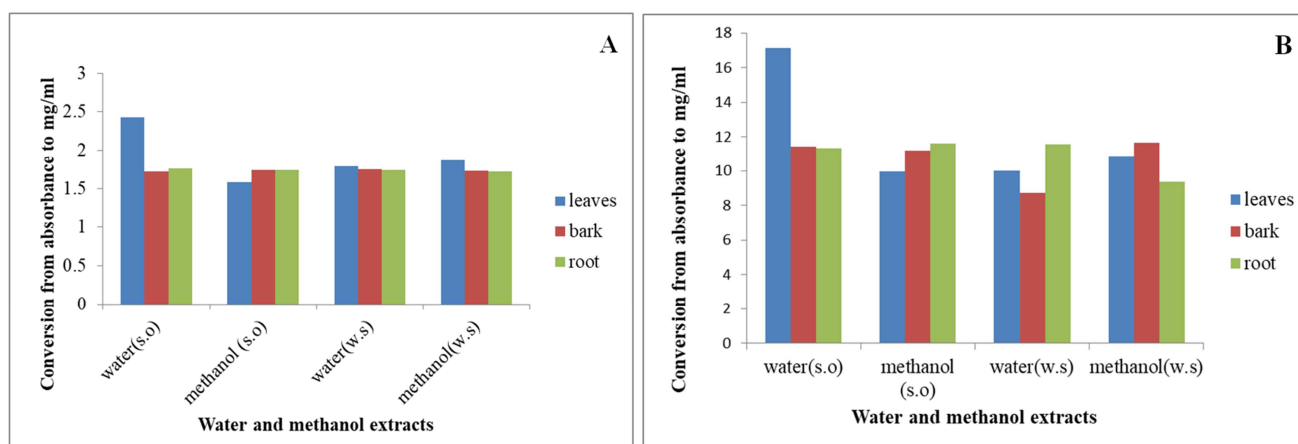 A
Conversion from absorbance to mg/ml
3
2.5
2
1.5
1
0.5
0
water(s.o)
methanol (s.o)
water(w.s)
methanol(w.s)
Water and methanol extracts
leaves
bark
root
B
Conversion from absorbance to mg/ml
18
16
14
12
10
8
6
4
2
0
water(s.o)
methanol
(s.o)
water(w.s)
methanol(w.s)
Water and methanol extracts
leaves
bark
root